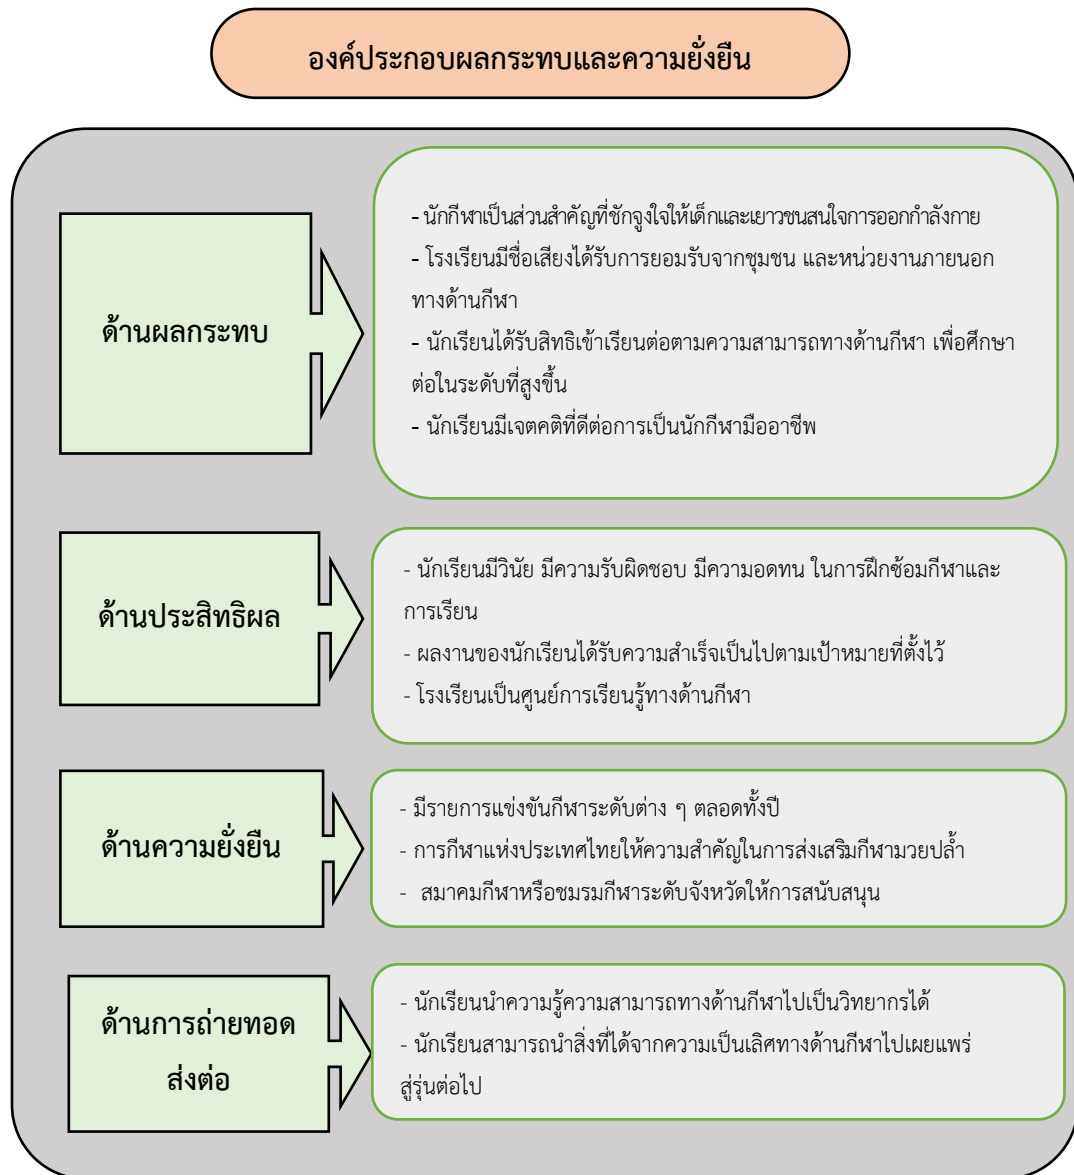 องค์ประกอบผลกระทบและความยั่งยืน
ด้านผลกระทบ
- นักกีฬาเป็นส่วนสำคัญที่ชักจูงใจให้เด็กและเยาวชนสนใจการออกกำลังกาย
- โรงเรียนมีชื่อเสียงได้รับการยอมรับจากชุมชน และหน่วยงานภายนอก
ทางด้านกีฬา
- นักเรียนได้รับสิทธิเข้าเรียนต่อตามความสามารถทางด้านกีฬา เพื่อศึกษา
ต่อในระดับที่สูงขึ้น
- นักเรียนมีเจตคติที่ดีต่อการเป็นนักกีฬามืออาชีพ
ด้านประสิทธิผล
- นักเรียนมีวินัย มีความรับผิดชอบ มีความอดทน ในการฝึกซ้อมกีฬาและ
การเรียน
- ผลงานของนักเรียนได้รับความสำเร็จเป็นไปตามเป้าหมายที่ตั้งไว้
- โรงเรียนเป็นศูนย์การเรียนรู้ทางด้านกีฬา
ด้านความยั่งยืน
- มีรายการแข่งขันกีฬาระดับต่าง ๆ ตลอดทั้งปี
- การกีฬาแห่งประเทศไทยให้ความสำคัญในการส่งเสริมกีฬามวยปล้ำ
- สมาคมกีฬาหรือชมรมกีฬาระดับจังหวัดให้การสนับสนุน
ด้านการถ่ายทอด
ส่งต่อ
- นักเรียนนำความรู้ความสามารถทางด้านกีฬาไปเป็นวิทยากรได้
- นักเรียนสามารถนำสิ่งที่ได้จากความเป็นเลิศทางด้านกีฬาไปเผยแพร่
สู่รุ่นต่อไป